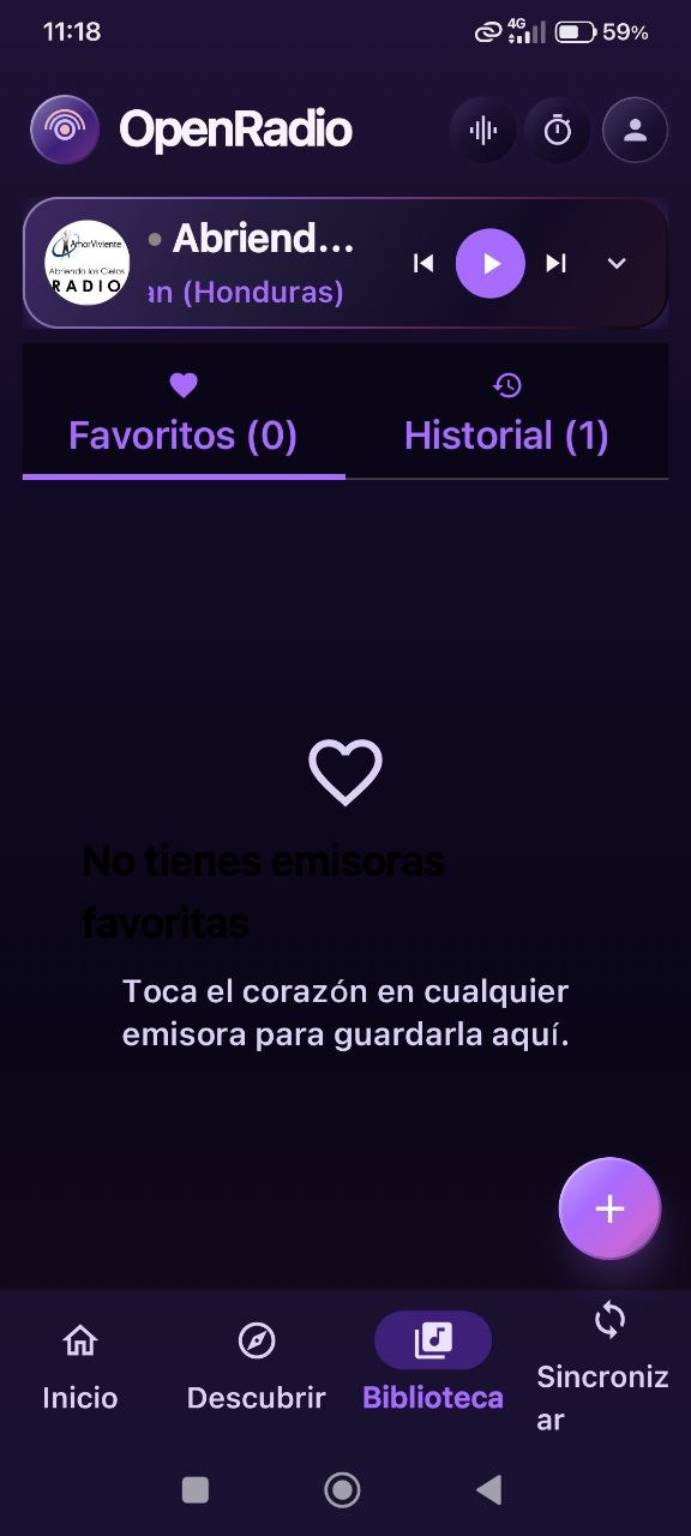 11:18
4G
59%
OpenRadio
AmorViviente
Abriendo los Cielos
RADIO
Abriend...
an (Honduras)
Favoritos (0)
Historial (1)
No tienes emisoras
favoritas
Toca el corazón en cualquier
emisora para guardarla aquí.
Inicio
Descubrir
Biblioteca
Sincroniz
ar